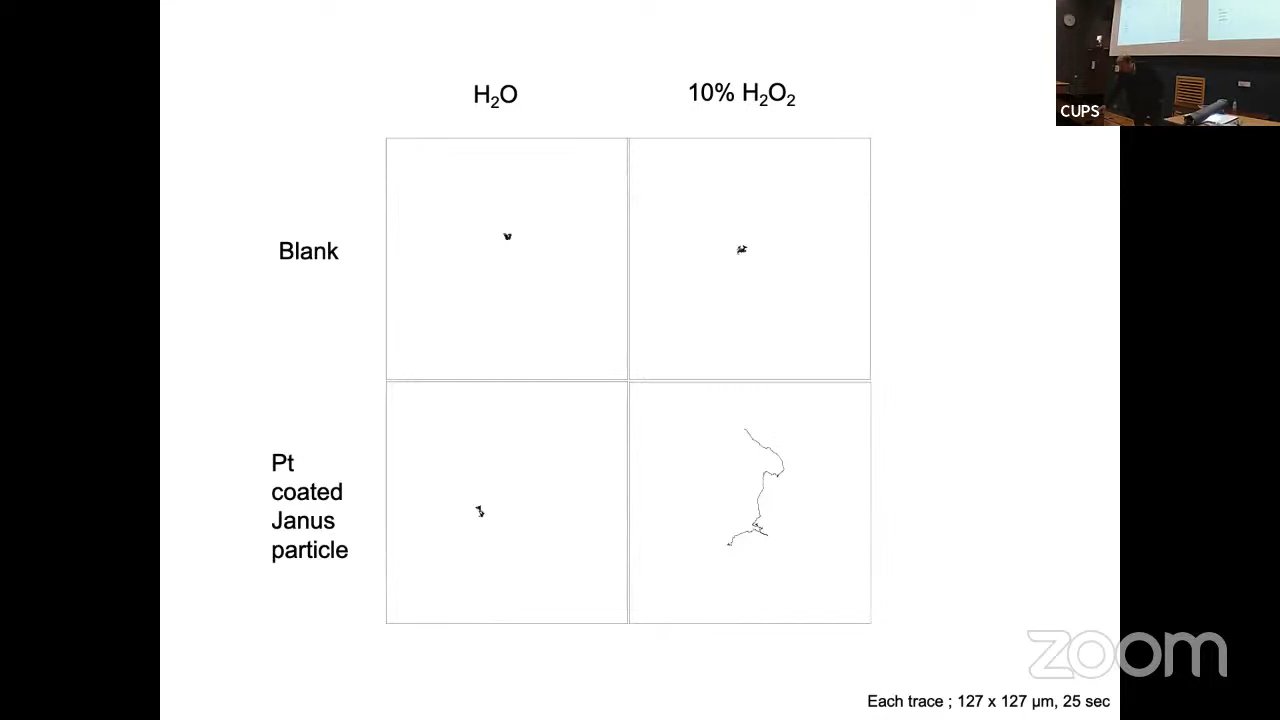 H₂O
10% H₂O₂
CUPS
Blank
Pt
coated
Janus
particle
zoom
Each trace ; 127 x 127 μm, 25 sec